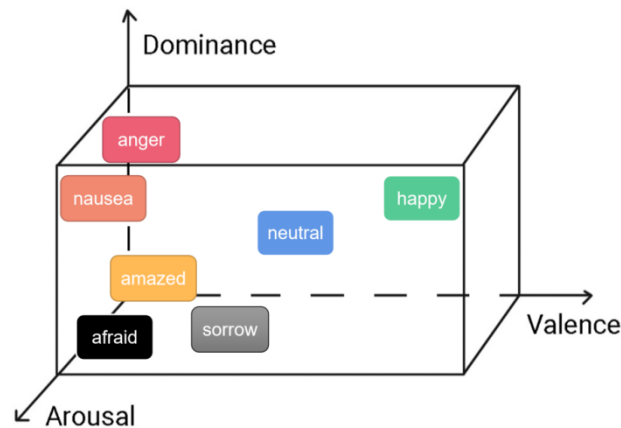 Dominance
anger
nausea
happy
neutral
amazed
sorrow
afraid
Valence
Arousal